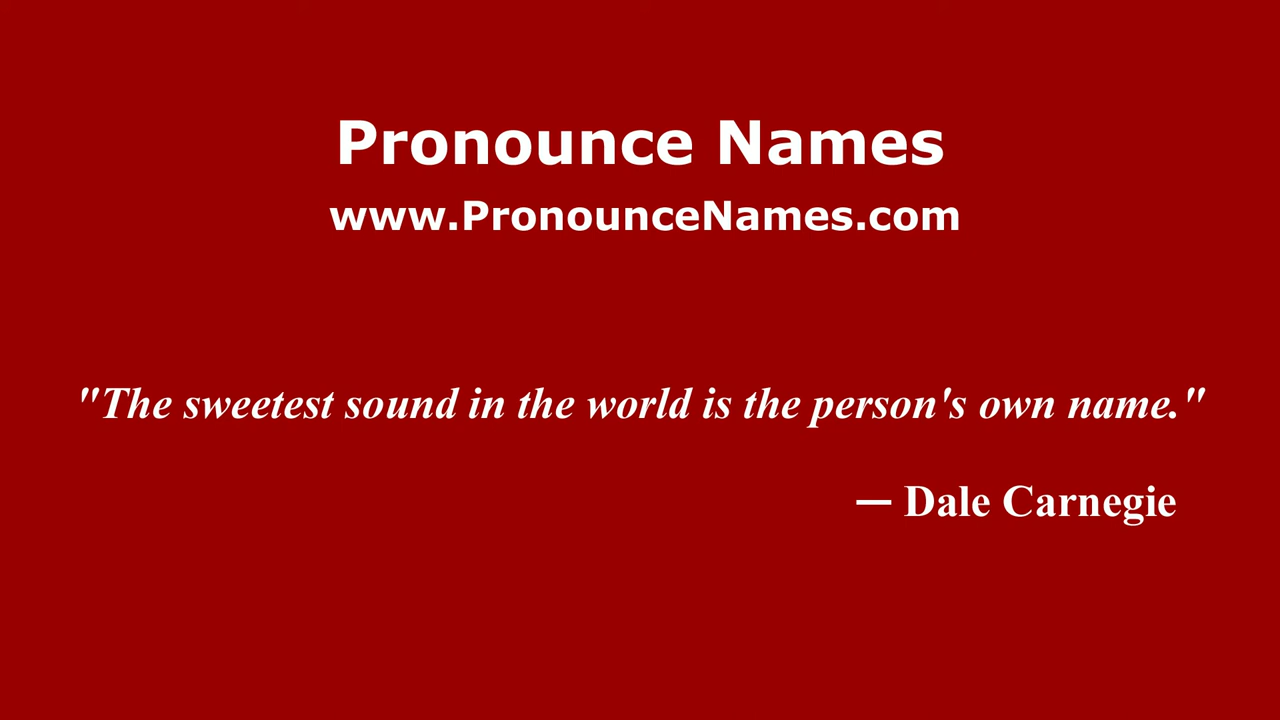 Pronounce Names
www.PronounceNames.com
"The sweetest sound in the world is the person's own name."
— Dale Carnegie